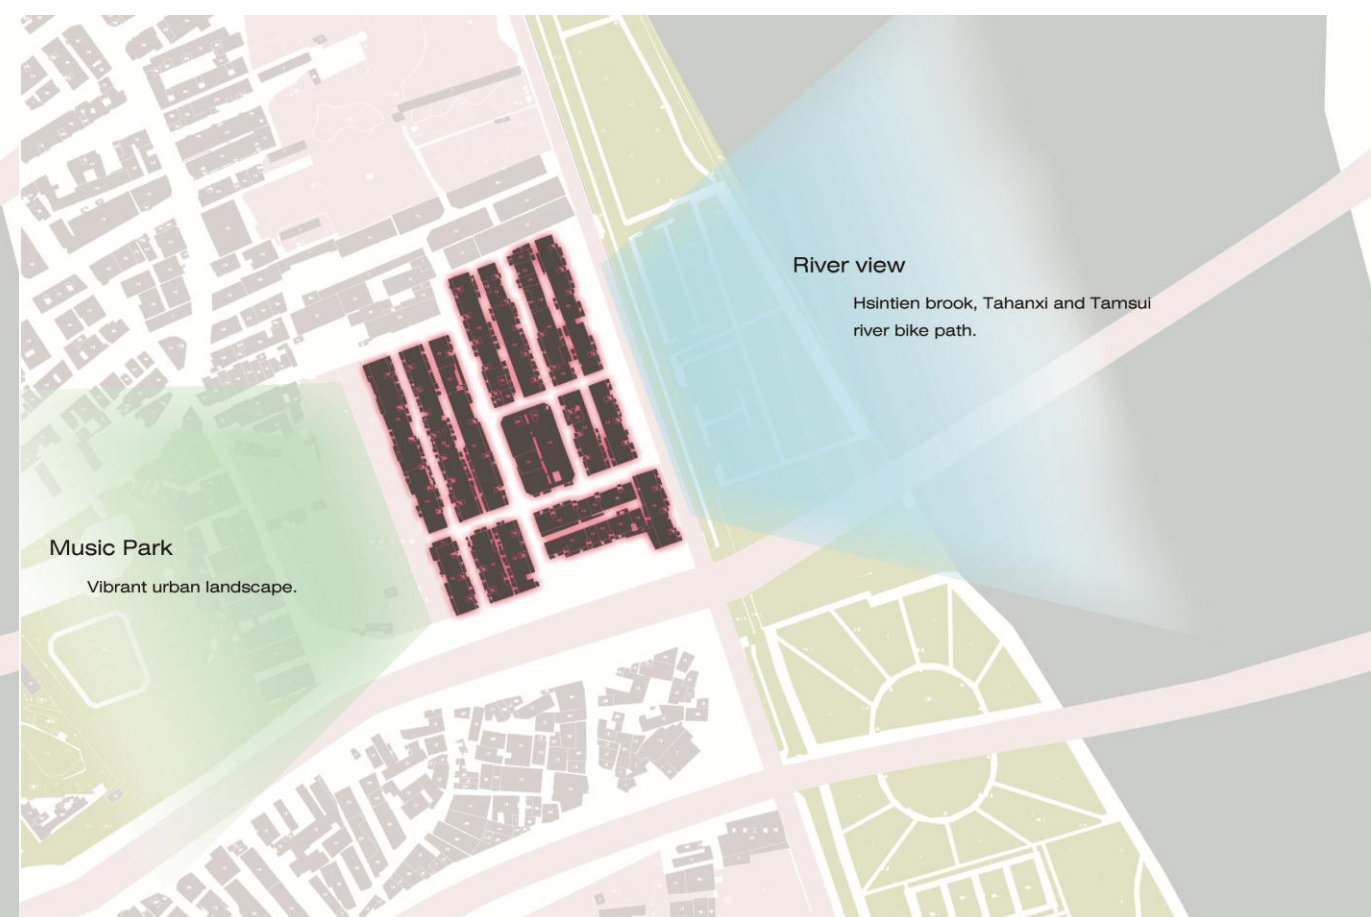 River view
Hsintien brook, Tahanxi and Tamsui
river bike path.
Music Park
Vibrant urban landscape.